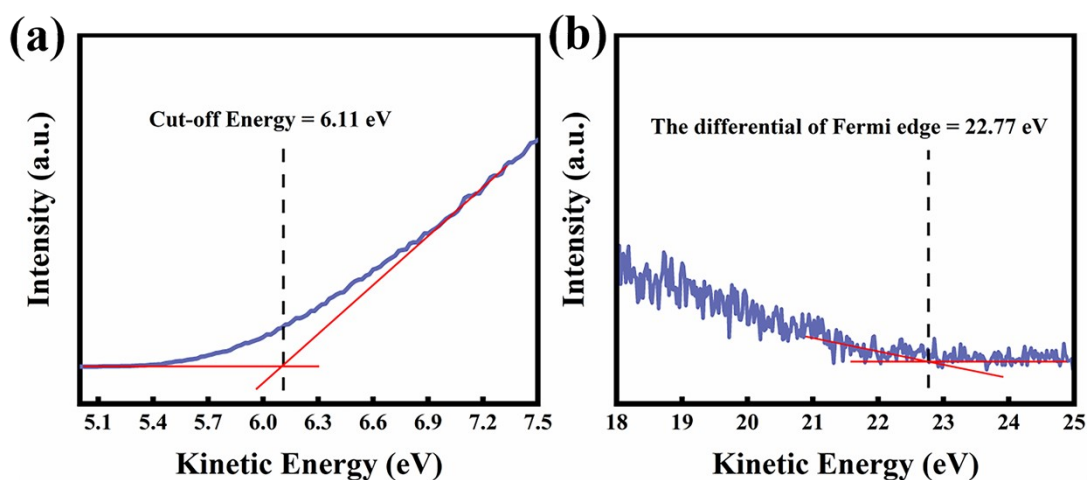 (a)
Cut-off Energy = 6.11 eV
Intensity (a.u.)
5.1 5.4 5.7 6.0 6.3 6.6 6.9 7.2 7.5
Kinetic Energy (eV)
(b)
The differential of Fermi edge = 22.77 eV
Intensity (a.u.)
18 19 20 21 22 23 24 25
Kinetic Energy (eV)